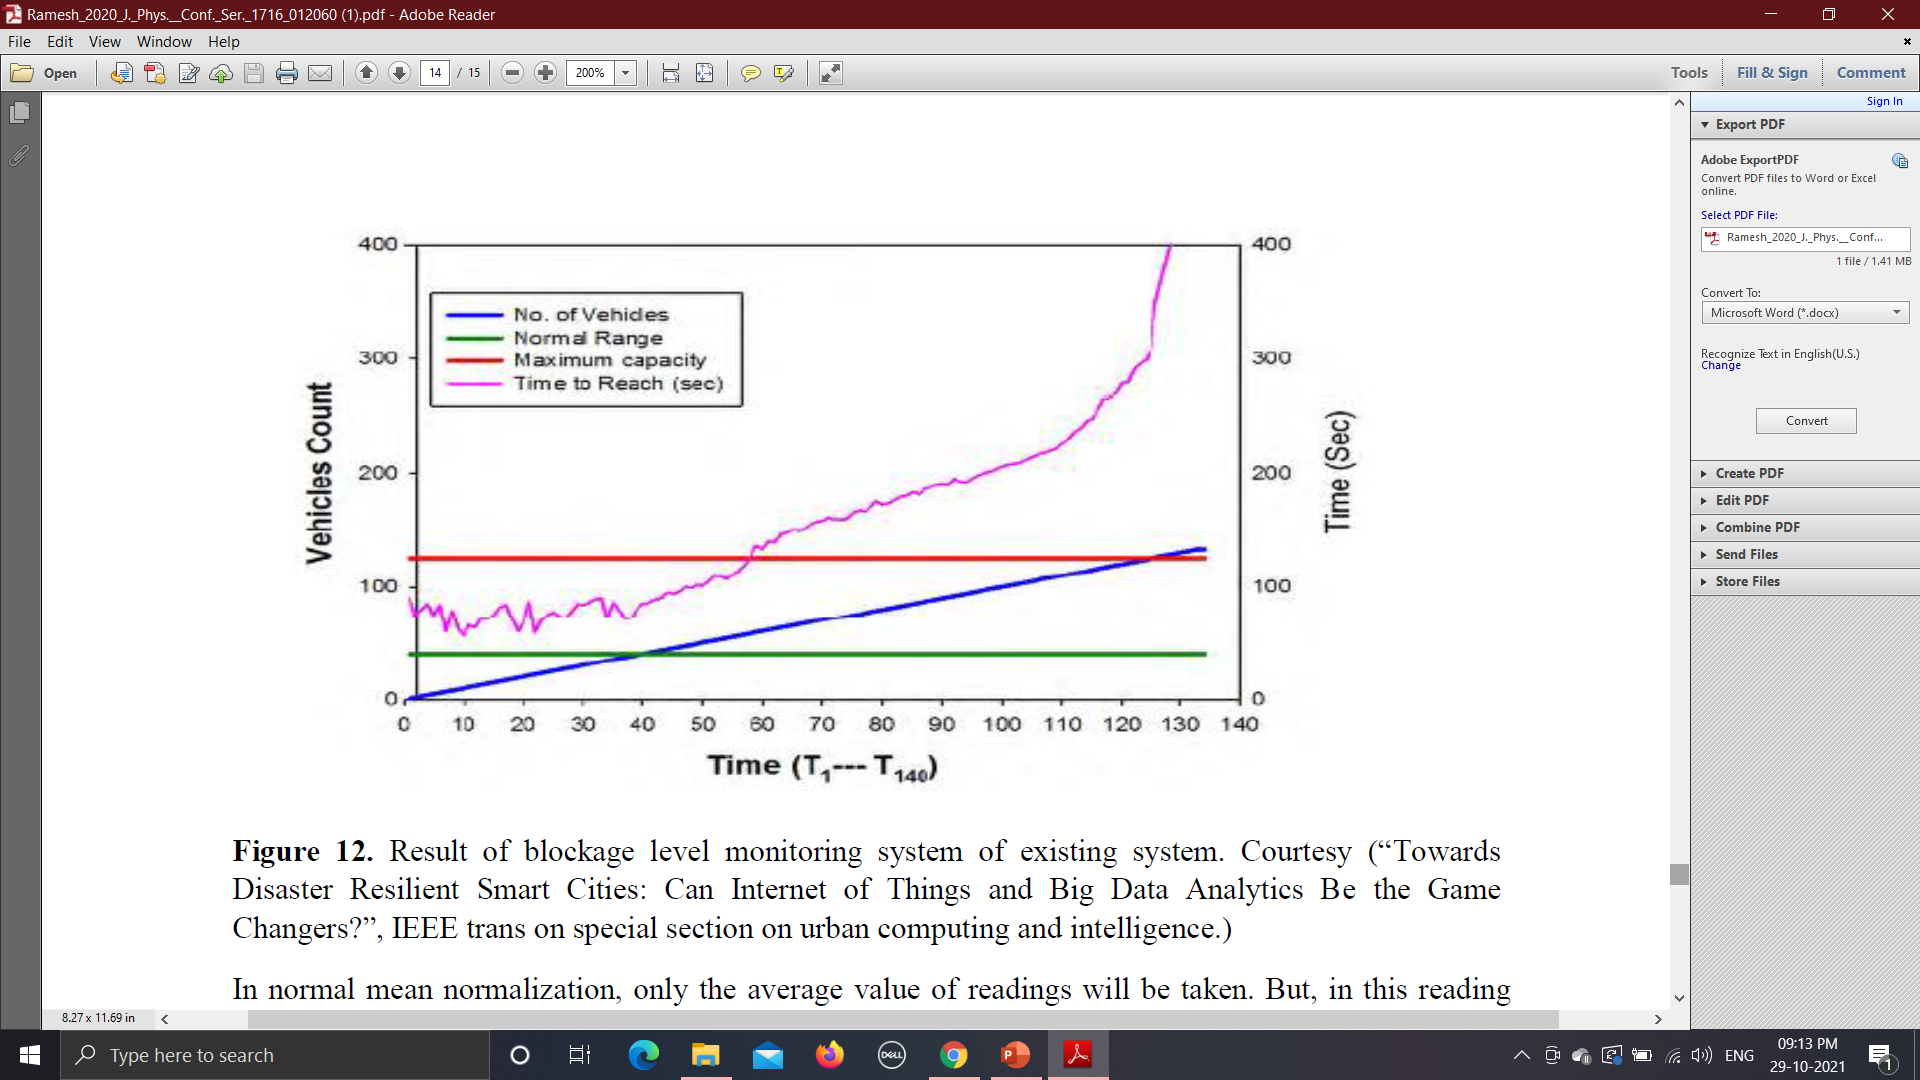 Ramesh_2020_J._Phys.__Conf._Ser._1716_012060 (1).pdf - Adobe Reader
File Edit View Window Help
Open 14 / 15 200% Tools Fill & Sign Comment
Sign In
Export PDF
Adobe ExportPDF
Convert PDF files to Word or Excel
online.
Select PDF File:
Ramesh_2020_J._Phys.__Conf...
1 file / 1.41 MB
Convert To:
Microsoft Word (*.docx)
Recognize Text in English(U.S.)
Change
Convert
Create PDF
Edit PDF
Combine PDF
Send Files
Store Files
400 400
300 300
200 200
100 100
0 0
No. of Vehicles
Normal Range
Maximum capacity
Time to Reach (sec)
Vehicles Count
Time (Sec)
0 10 20 30 40 50 60 70 80 90 100 110 120 130 140
Time (T1--- T140)
Figure 12. Result of blockage level monitoring system of existing system. Courtesy (“Towards
Disaster Resilient Smart Cities: Can Internet of Things and Big Data Analytics Be the Game
Changers?”, IEEE trans on special section on urban computing and intelligence.)
In normal mean normalization, only the average value of readings will be taken. But, in this reading
8.27 x 11.69 in
Type here to search
DELL
P
ENG
09:13 PM
29-10-2021
1